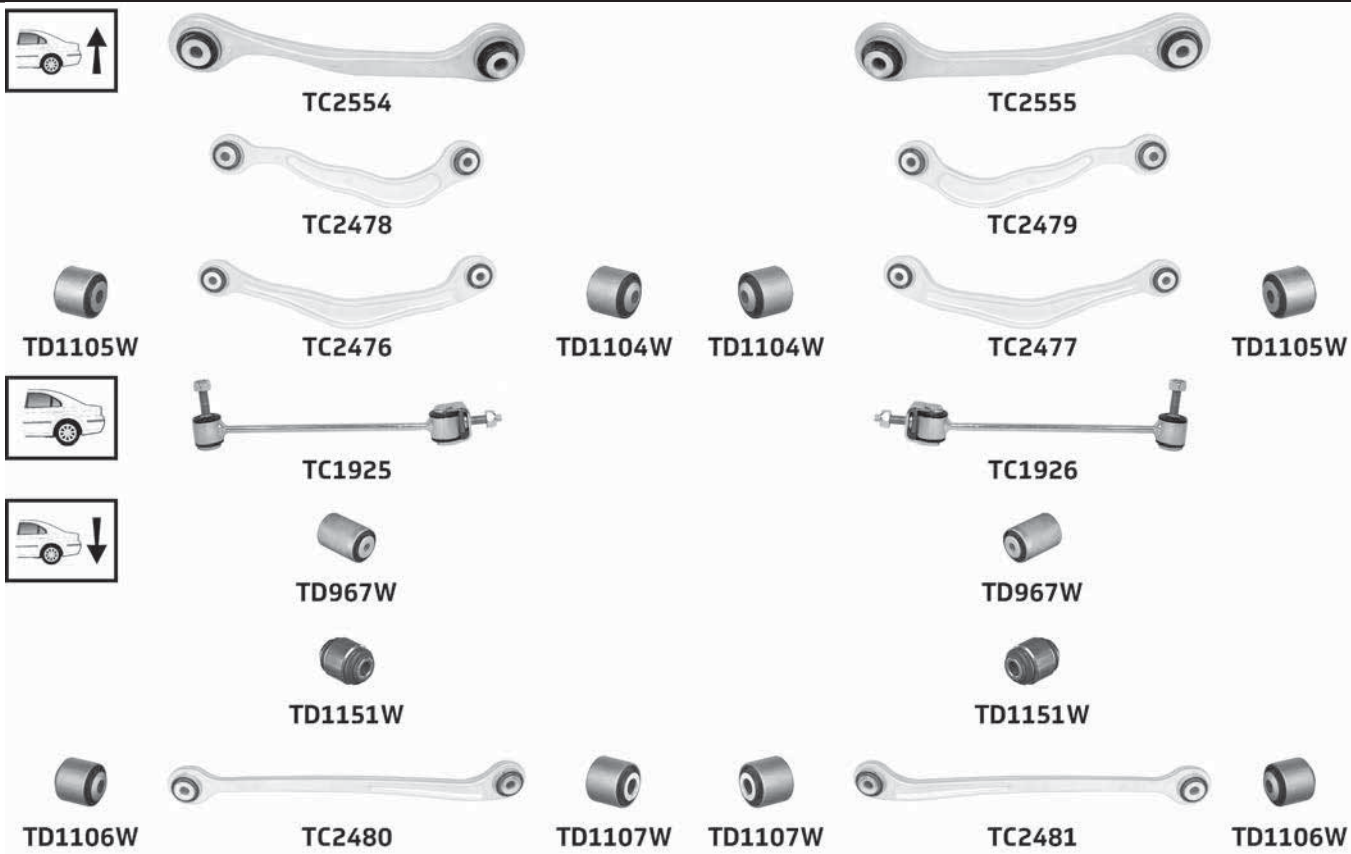 TC2554 TC2555
TC2478 TC2479
TD1105W TC2476 TD1104W TD1104W TC2477 TD1105W
TC1925 TC1926
TD967W TD967W
TD1151W TD1151W
TD1106W TC2480 TD1107W TD1107W TC2481 TD1106W